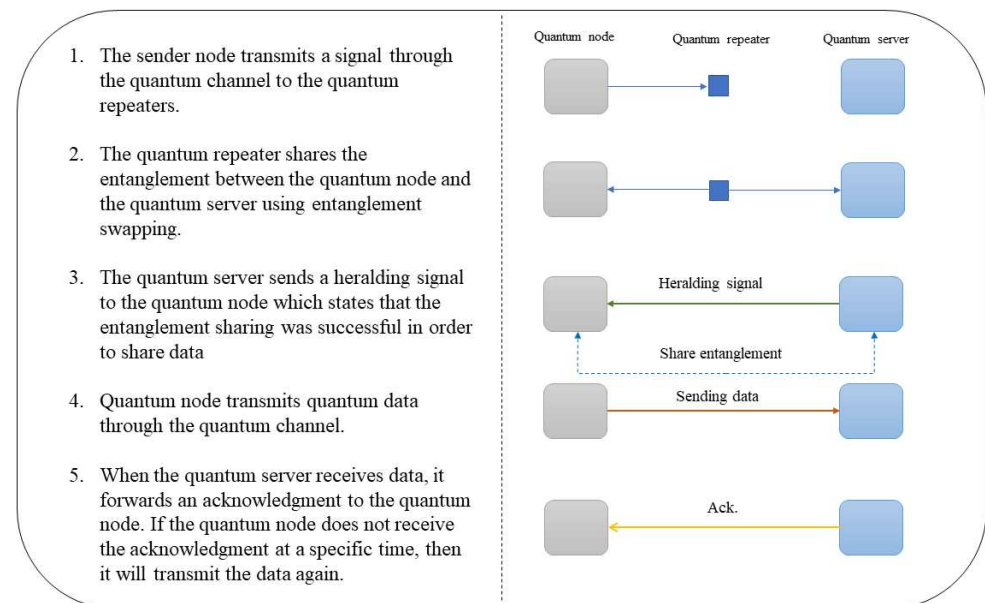 1. The sender node transmits a signal through
the quantum channel to the quantum
repeaters.
2. The quantum repeater shares the
entanglement between the quantum node and
the quantum server using entanglement
swapping.
3. The quantum server sends a heralding signal
to the quantum node which states that the
entanglement sharing was successful in order
to share data
4. Quantum node transmits quantum data
through the quantum channel.
5. When the quantum server receives data, it
forwards an acknowledgment to the quantum
node. If the quantum node does not receive
the acknowledgment at a specific time, then
it will transmit the data again.
Quantum node
Quantum repeater
Quantum server
Heralding signal
Share entanglement
Sending data
Ack.